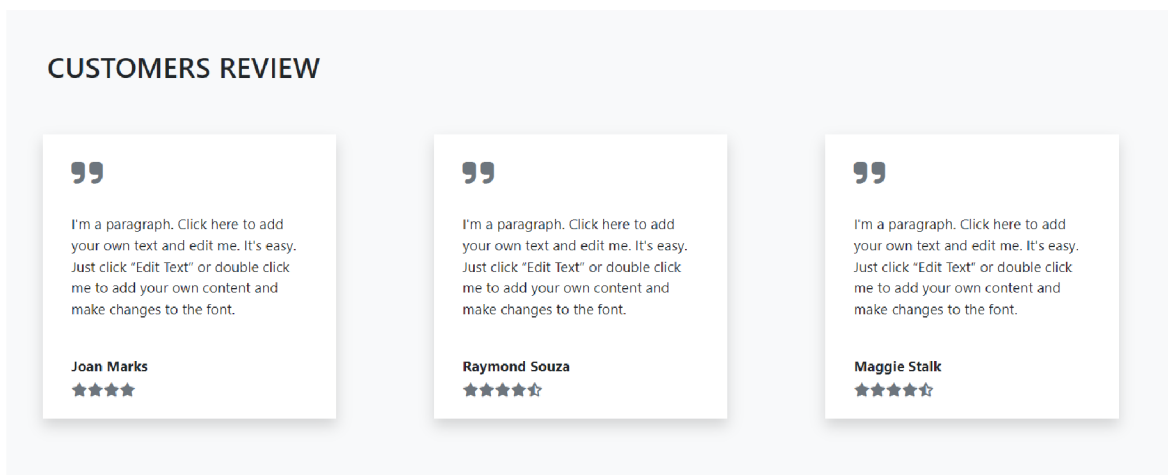 CUSTOMERS REVIEW
I'm a paragraph. Click here to add
your own text and edit me. It's easy.
Just click “Edit Text” or double click
me to add your own content and
make changes to the font.
Joan Marks
I'm a paragraph. Click here to add
your own text and edit me. It's easy.
Just click “Edit Text” or double click
me to add your own content and
make changes to the font.
Raymond Souza
I'm a paragraph. Click here to add
your own text and edit me. It's easy.
Just click “Edit Text” or double click
me to add your own content and
make changes to the font.
Maggie Stalk